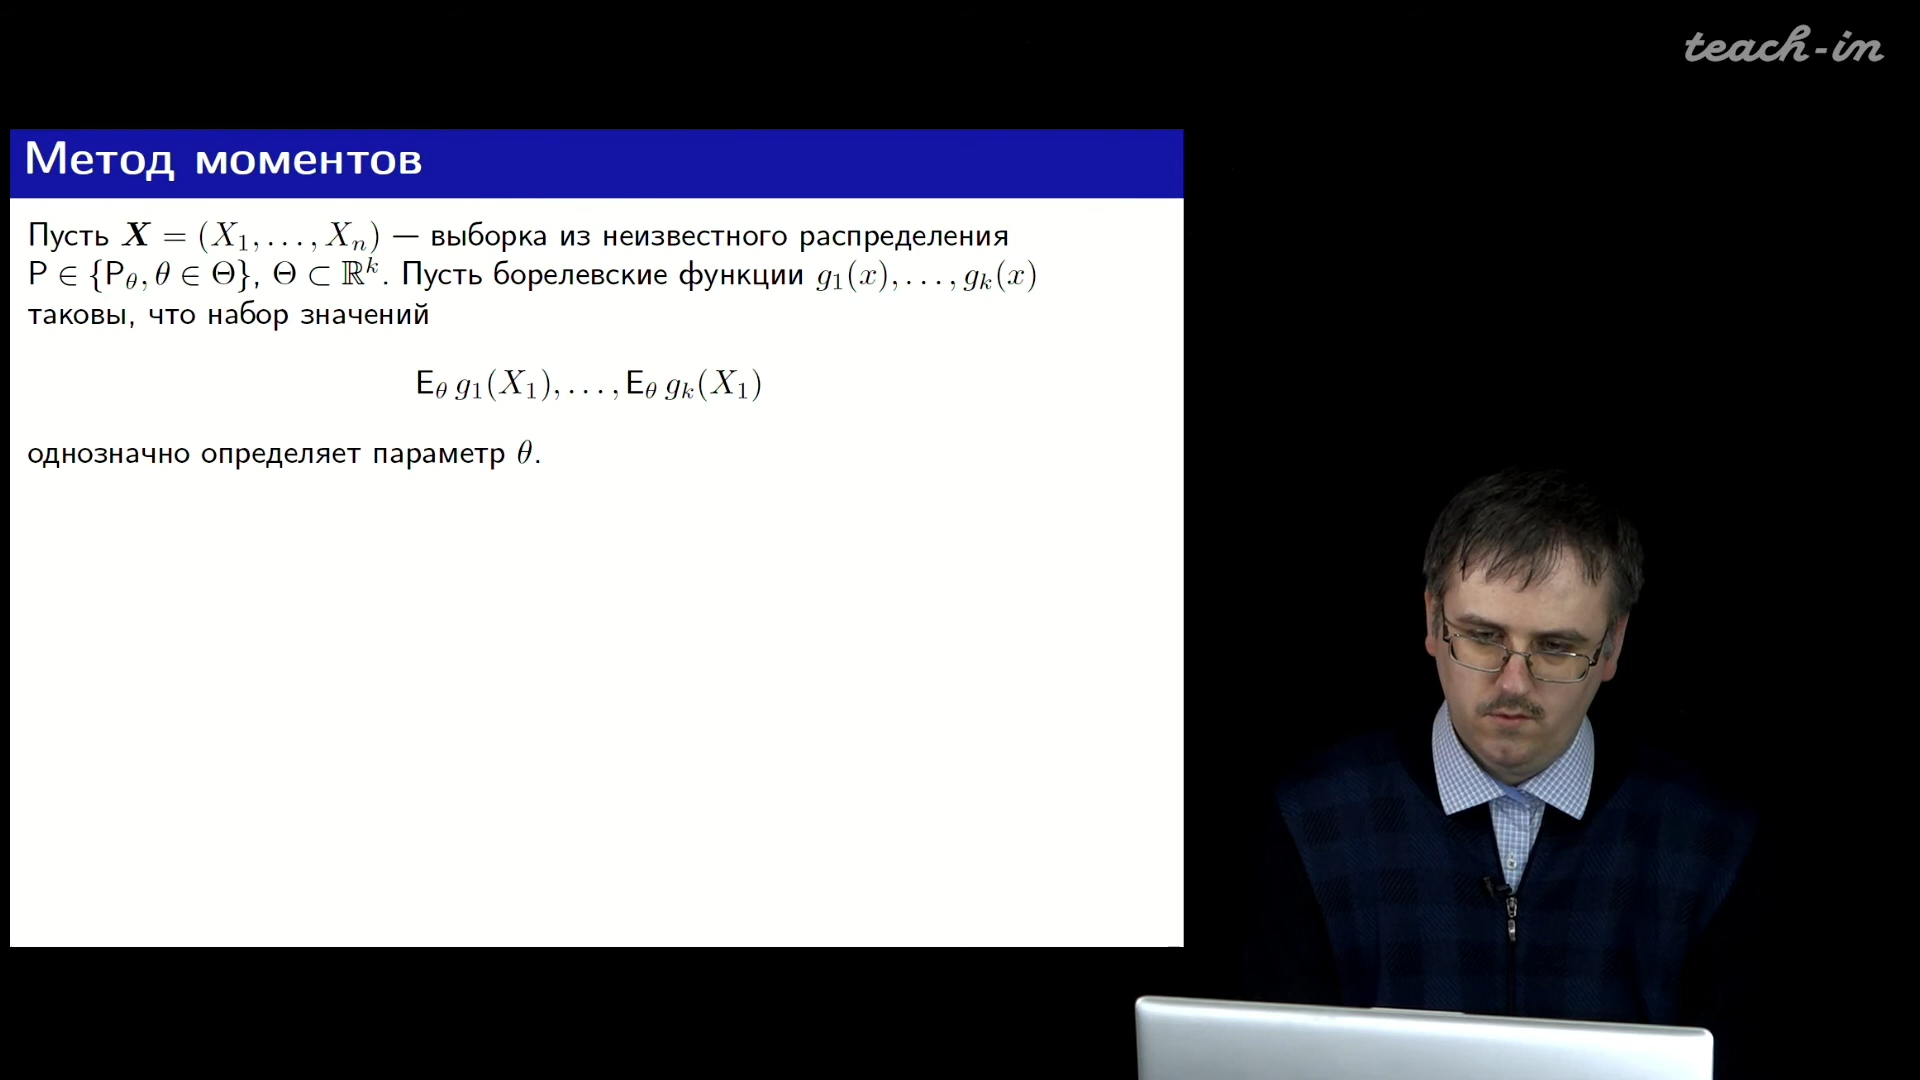 teach-in
Метод моментов
Пусть X = (X₁, . . . , Xₙ) — выборка из неизвестного распределения
P ∈ {P_θ, θ ∈ Θ}, Θ ⊂ ℝᵏ. Пусть борелевские функции g₁(x), . . . , gₖ(x)
таковы, что набор значений
E_θ g₁(X₁), . . . , E_θ gₖ(X₁)
однозначно определяет параметр θ.